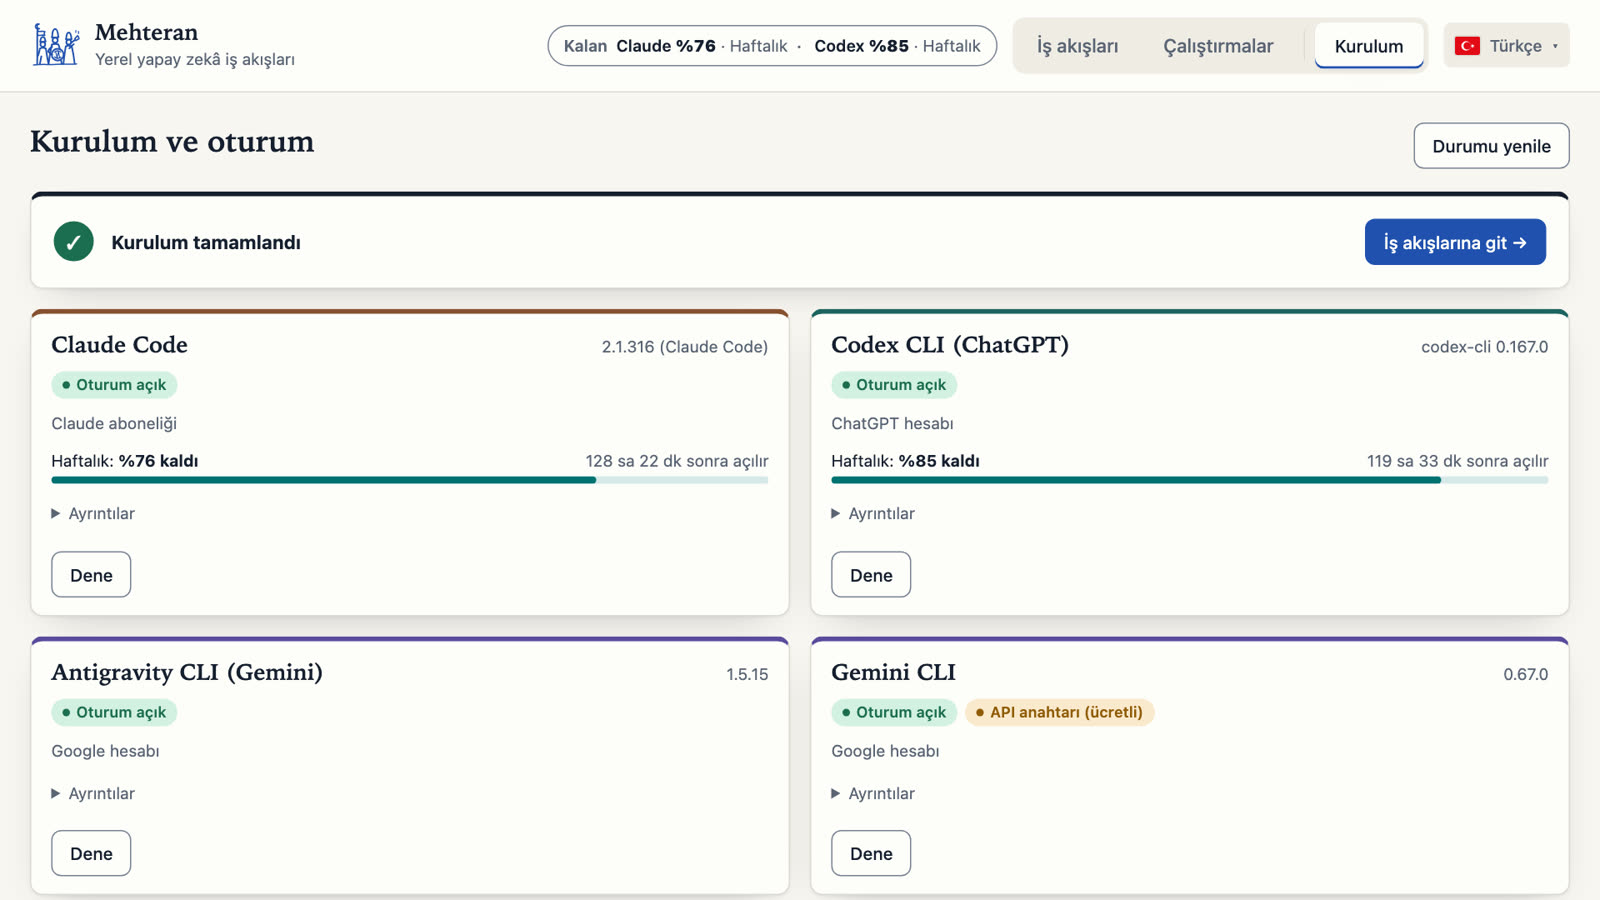 Mehteran
Yerel yapay zekâ iş akışları
Kalan Claude %76 · Haftalık · Codex %85 · Haftalık
İş akışları
Çalıştırmalar
Kurulum
Türkçe
Kurulum ve oturum
Durumu yenile
✓ Kurulum tamamlandı
İş akışlarına git →
Claude Code
2.1.316 (Claude Code)
Oturum açık
Claude aboneliği
Haftalık: %76 kaldı
128 sa 22 dk sonra açılır
Ayrıntılar
Dene
Codex CLI (ChatGPT)
codex-cli 0.167.0
Oturum açık
ChatGPT hesabı
Haftalık: %85 kaldı
119 sa 33 dk sonra açılır
Ayrıntılar
Dene
Antigravity CLI (Gemini)
1.5.15
Oturum açık
Google hesabı
Ayrıntılar
Dene
Gemini CLI
0.67.0
Oturum açık
API anahtarı (ücretli)
Google hesabı
Ayrıntılar
Dene